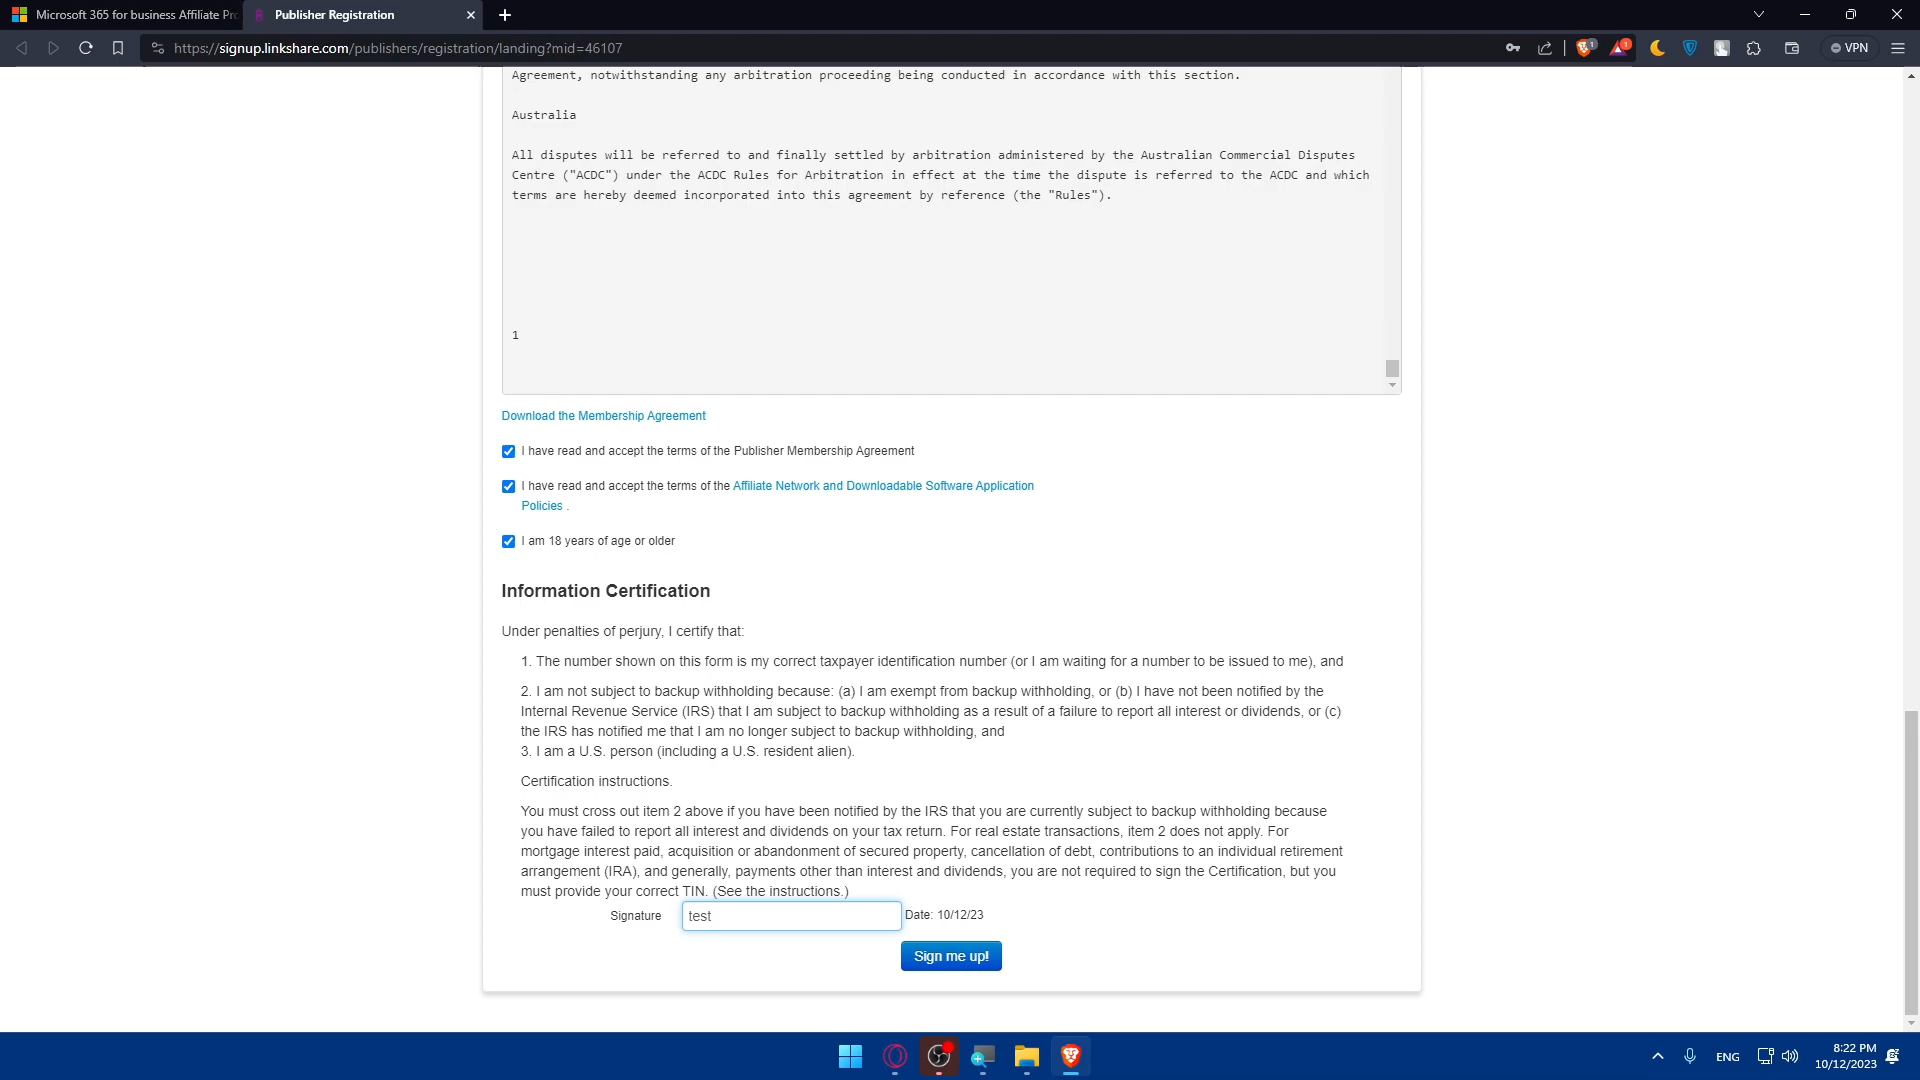 Microsoft 365 for business Affiliate Pro
Publisher Registration
https://signup.linkshare.com/publishers/registration/landing?mid=46107
VPN
Agreement, notwithstanding any arbitration proceeding being conducted in accordance with this section.
Australia
All disputes will be referred to and finally settled by arbitration administered by the Australian Commercial Disputes
Centre ("ACDC") under the ACDC Rules for Arbitration in effect at the time the dispute is referred to the ACDC and which
terms are hereby deemed incorporated into this agreement by reference (the "Rules").
1
Download the Membership Agreement
I have read and accept the terms of the Publisher Membership Agreement
I have read and accept the terms of the Affiliate Network and Downloadable Software Application
Policies .
I am 18 years of age or older
Information Certification
Under penalties of perjury, I certify that:
1. The number shown on this form is my correct taxpayer identification number (or I am waiting for a number to be issued to me), and
2. I am not subject to backup withholding because: (a) I am exempt from backup withholding, or (b) I have not been notified by the
Internal Revenue Service (IRS) that I am subject to backup withholding as a result of a failure to report all interest or dividends, or (c)
the IRS has notified me that I am no longer subject to backup withholding, and
3. I am a U.S. person (including a U.S. resident alien).
Certification instructions.
You must cross out item 2 above if you have been notified by the IRS that you are currently subject to backup withholding because
you have failed to report all interest and dividends on your tax return. For real estate transactions, item 2 does not apply. For
mortgage interest paid, acquisition or abandonment of secured property, cancellation of debt, contributions to an individual retirement
arrangement (IRA), and generally, payments other than interest and dividends, you are not required to sign the Certification, but you
must provide your correct TIN. (See the instructions.)
Signature test Date: 10/12/23
Sign me up!
ENG
8:22 PM
10/12/2023